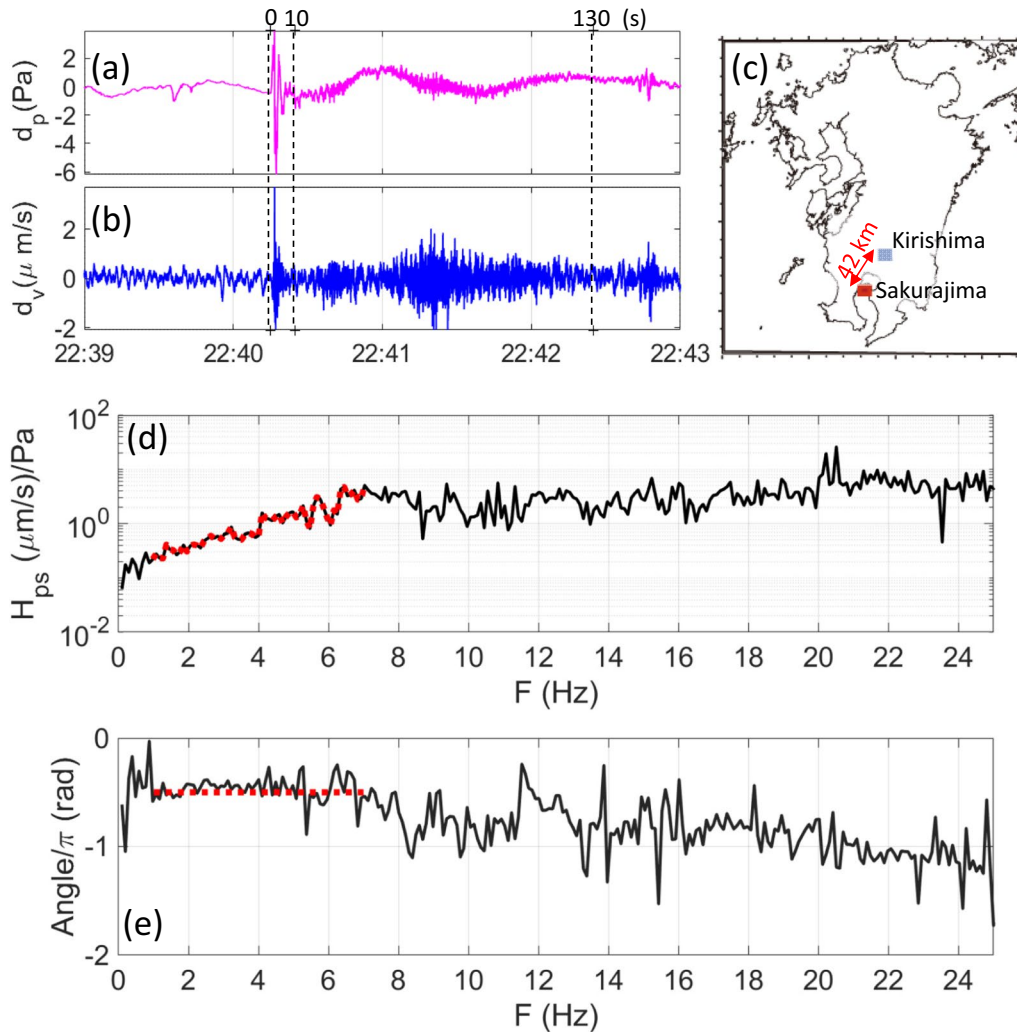 0 10 130 (s)
(a)
d_p(Pa)
2
0
-2
-4
-6
(b)
d_v(μ m/s)
2
0
-2
22:39 22:40 22:41 22:42 22:43
(c)
Kirishima
42 km
Sakurajima
(d)
H_ps (μm/s)/Pa
10^2
10^0
10^-2
0 2 4 6 8 10 12 14 16 18 20 22 24
F (Hz)
(e)
Angle/π (rad)
0
-1
-2
0 2 4 6 8 10 12 14 16 18 20 22 24
F (Hz)